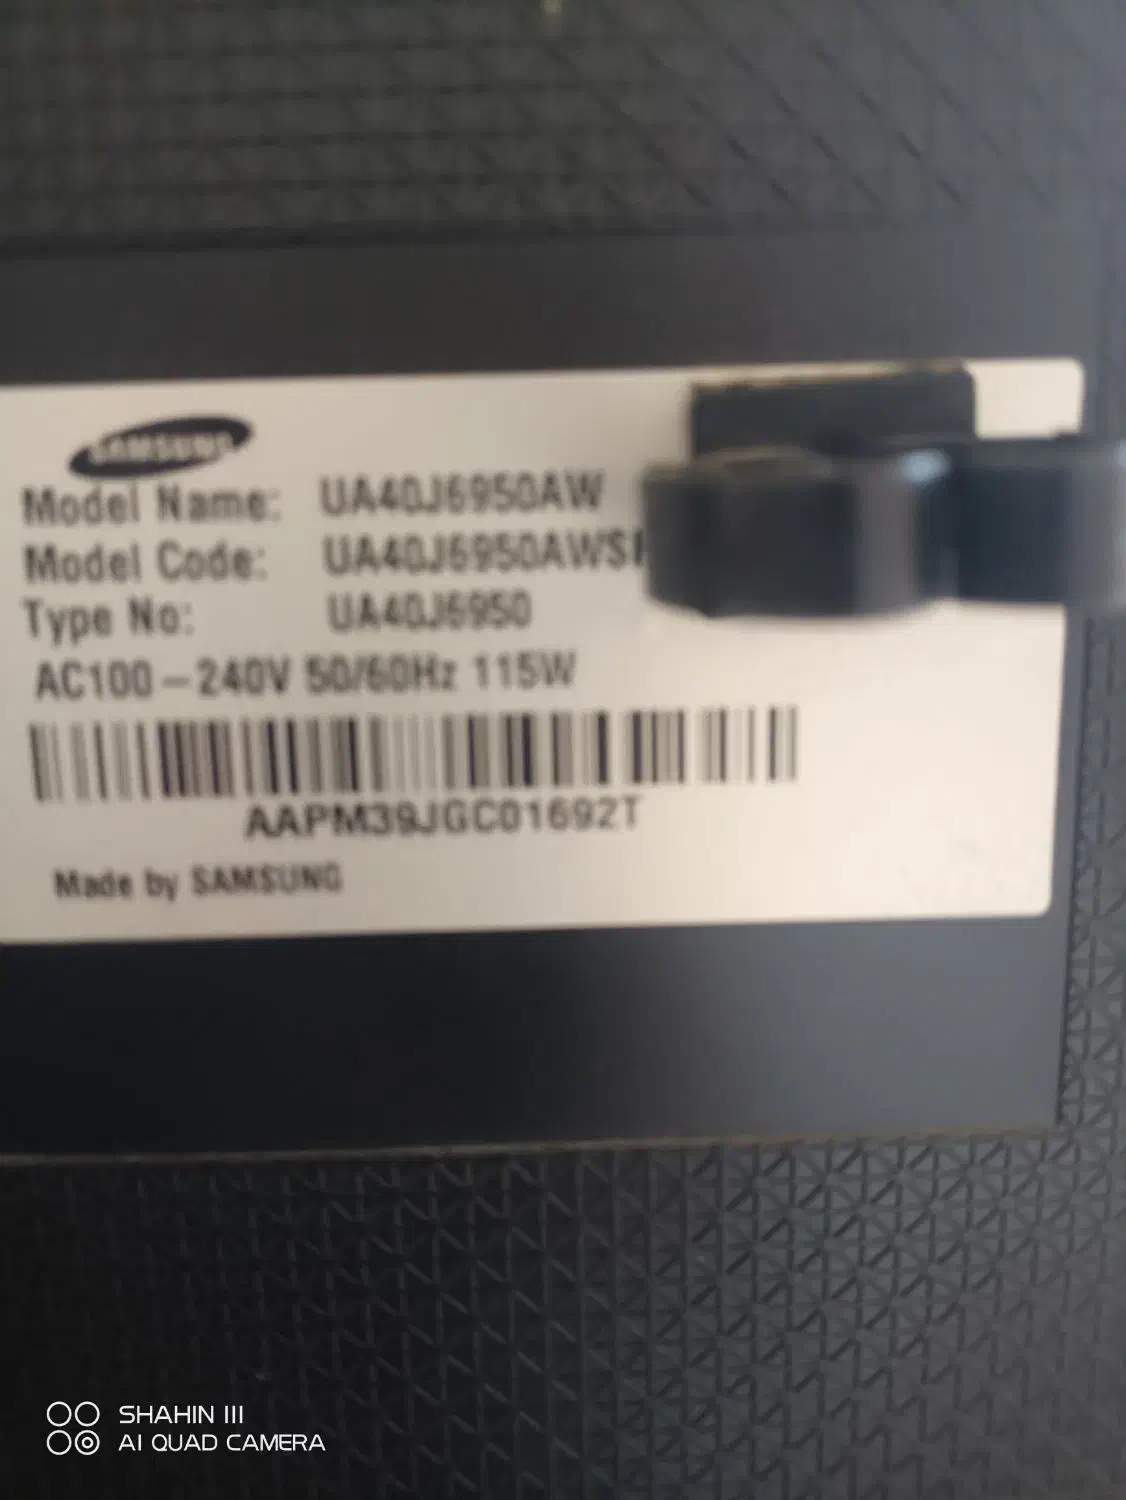 SAMSUNG
Model Name: UA40J6950AW
Model Code: UA40J6950AWS
Type No: UA40J6950
AC100-240V 50/60Hz 115W
AAPM39JGC01692T
Made by SAMSUNG
SHAHIN III
AI QUAD CAMERA